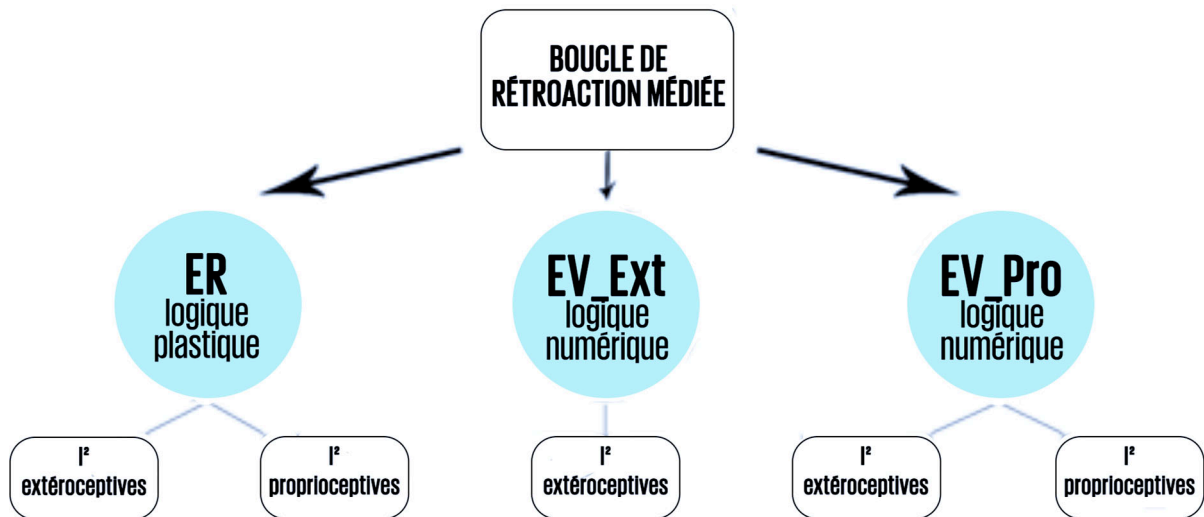 BOUCLE DE
RÉTROACTION MÉDIÉE
ER
logique
plastique
EV_Ext
logique
numérique
EV_Pro
logique
numérique
I²
extéroceptives
I²
proprioceptives
I²
extéroceptives
I²
extéroceptives
I²
proprioceptives